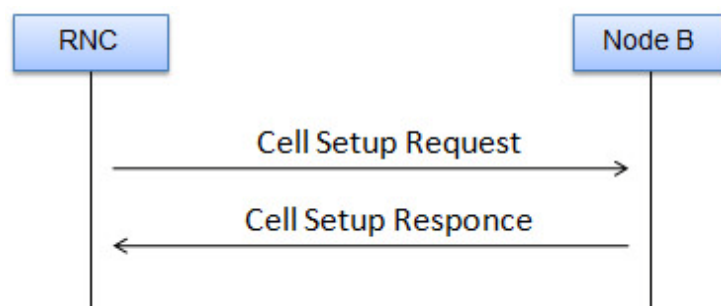 RNC
Node B
Cell Setup Request
Cell Setup Responce